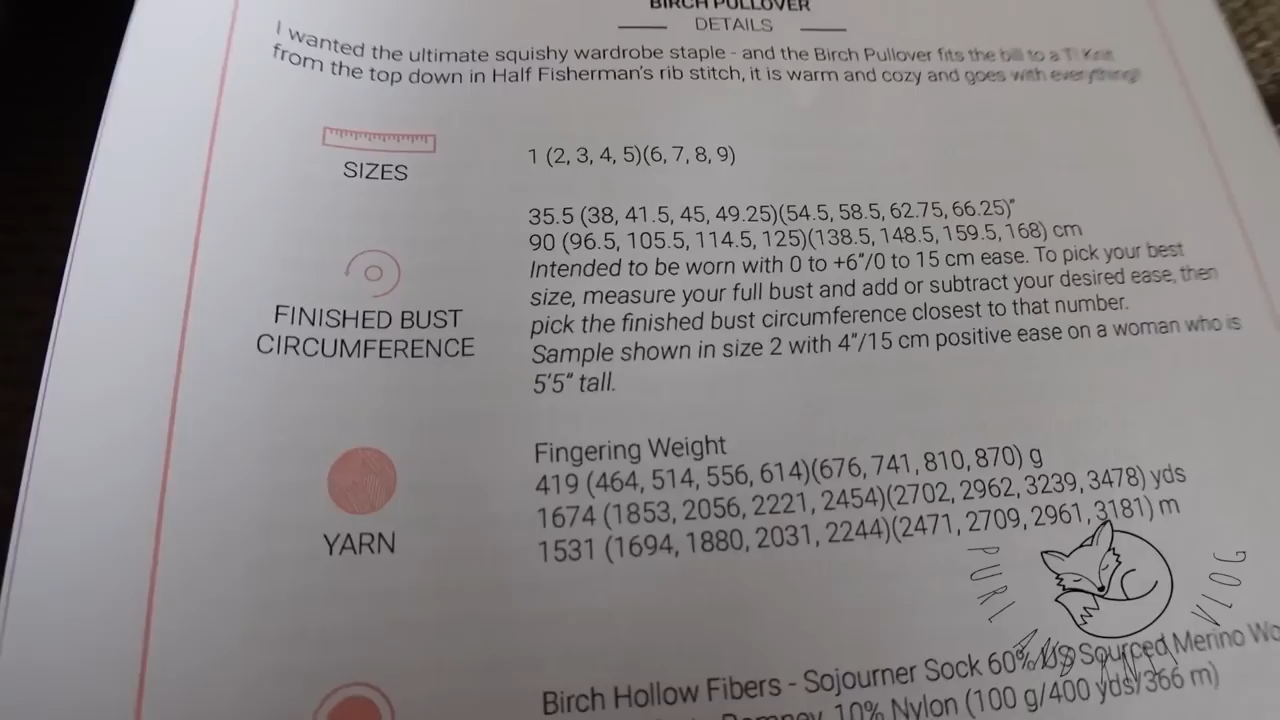 BIRCH PULLOVER
DETAILS
I wanted the ultimate squishy wardrobe staple - and the Birch Pullover fits the bill to a T! Knit
from the top down in Half Fisherman's rib stitch, it is warm and cozy and goes with everything!
SIZES
1 (2, 3, 4, 5)(6, 7, 8, 9)
FINISHED BUST
CIRCUMFERENCE
35.5 (38, 41.5, 45, 49.25)(54.5, 58.5, 62.75, 66.25)"
90 (96.5, 105.5, 114.5, 125)(138.5, 148.5, 159.5, 168) cm
Intended to be worn with 0 to +6"/0 to 15 cm ease. To pick your best
size, measure your full bust and add or subtract your desired ease, then
pick the finished bust circumference closest to that number.
Sample shown in size 2 with 4"/15 cm positive ease on a woman who is
5'5" tall.
YARN
Fingering Weight
419 (464, 514, 556, 614)(676, 741, 810, 870) g
1674 (1853, 2056, 2221, 2454)(2702, 2962, 3239, 3478) yds
1531 (1694, 1880, 2031, 2244)(2471, 2709, 2961, 3181) m
Birch Hollow Fibers - Sojourner Sock 60% US Sourced Merino Wo
10% Nylon (100 g/400 yds/366 m)
PURL